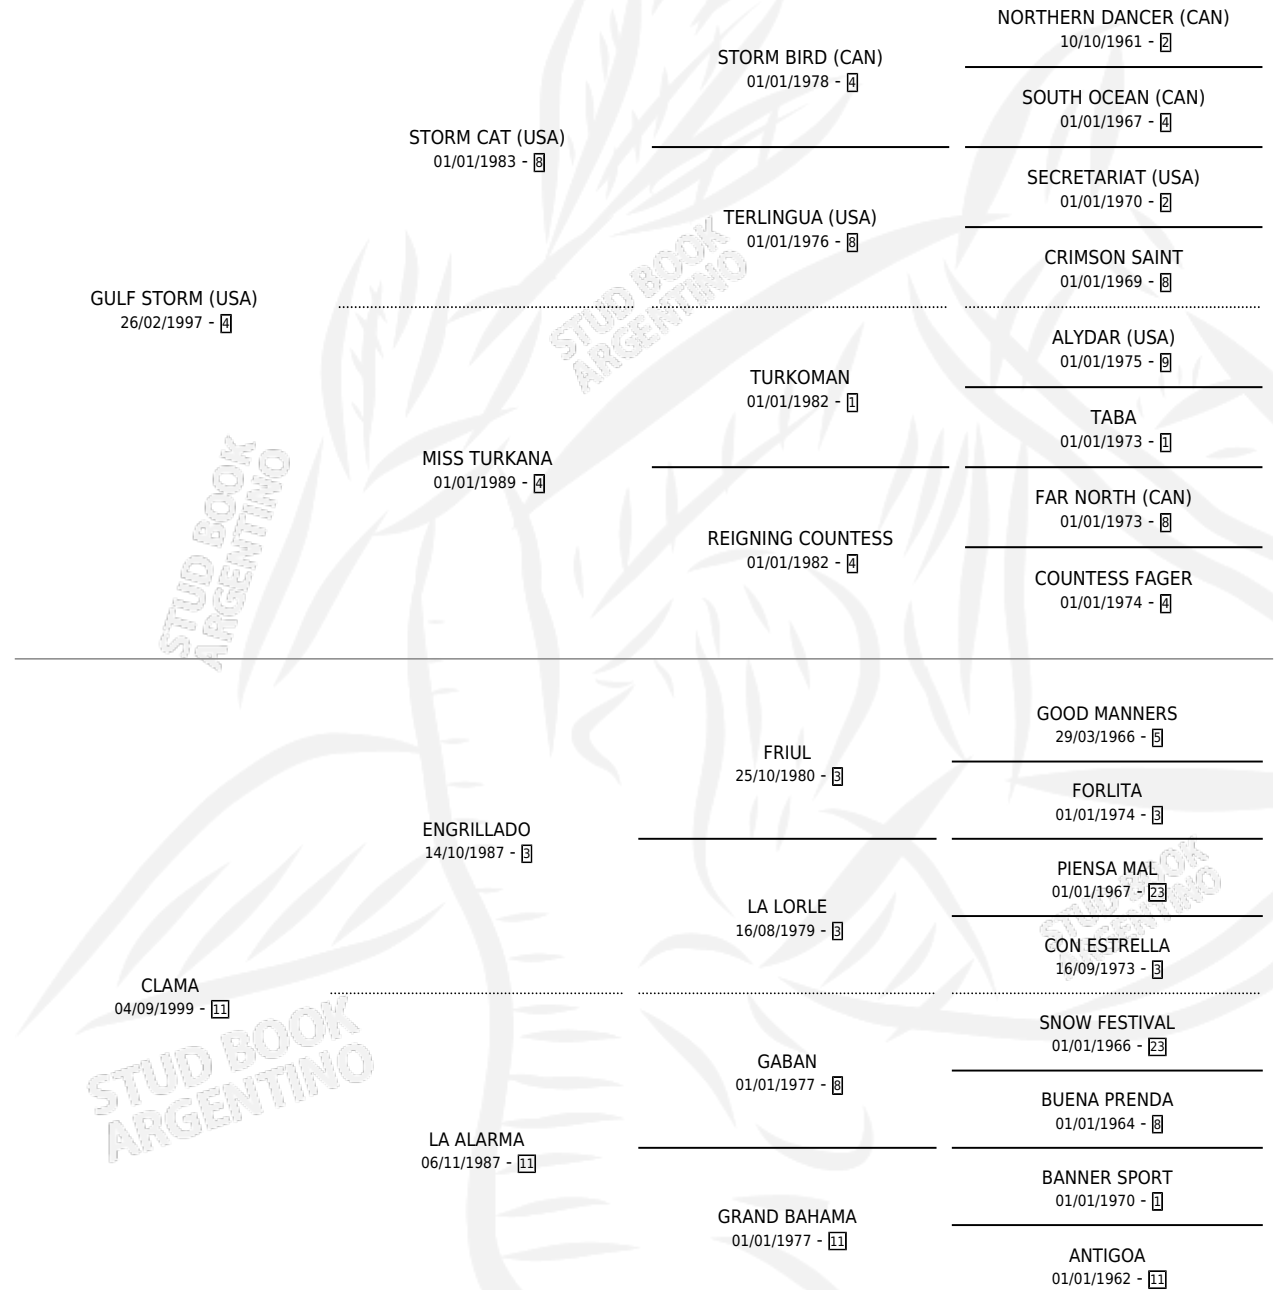 NORTHERN DANCER (CAN)
10/10/1961 - 2
STORM BIRD (CAN)
01/01/1978 - 4
SOUTH OCEAN (CAN)
01/01/1967 - 4
STORM CAT (USA)
01/01/1983 - 8
SECRETARIAT (USA)
01/01/1970 - 2
TERLINGUA (USA)
01/01/1976 - 8
CRIMSON SAINT
01/01/1969 - 8
GULF STORM (USA)
26/02/1997 - 4
ALYDAR (USA)
01/01/1975 - 9
TURKOMAN
01/01/1982 - 1
TABA
01/01/1973 - 1
MISS TURKANA
01/01/1989 - 4
FAR NORTH (CAN)
01/01/1973 - 8
REIGNING COUNTESS
01/01/1982 - 4
COUNTESS FAGER
01/01/1974 - 4
GOOD MANNERS
29/03/1966 - 5
FRIUL
25/10/1980 - 3
FORLITA
01/01/1974 - 3
ENGRILLADO
14/10/1987 - 3
PIENSA MAL
01/01/1967 - 23
LA LORLE
16/08/1979 - 3
CON ESTRELLA
16/09/1973 - 3
CLAMA
04/09/1999 - 11
SNOW FESTIVAL
01/01/1966 - 23
GABAN
01/01/1977 - 8
BUENA PRENDA
01/01/1964 - 8
LA ALARMA
06/11/1987 - 11
BANNER SPORT
01/01/1970 - 1
GRAND BAHAMA
01/01/1977 - 11
ANTIGOA
01/01/1962 - 11
STUD BOOK
ARGENTINO
STUD BOOK
ARGENTINO
STUD BOOK
ARGENTINO
STUD BOOK
ARGENTINO